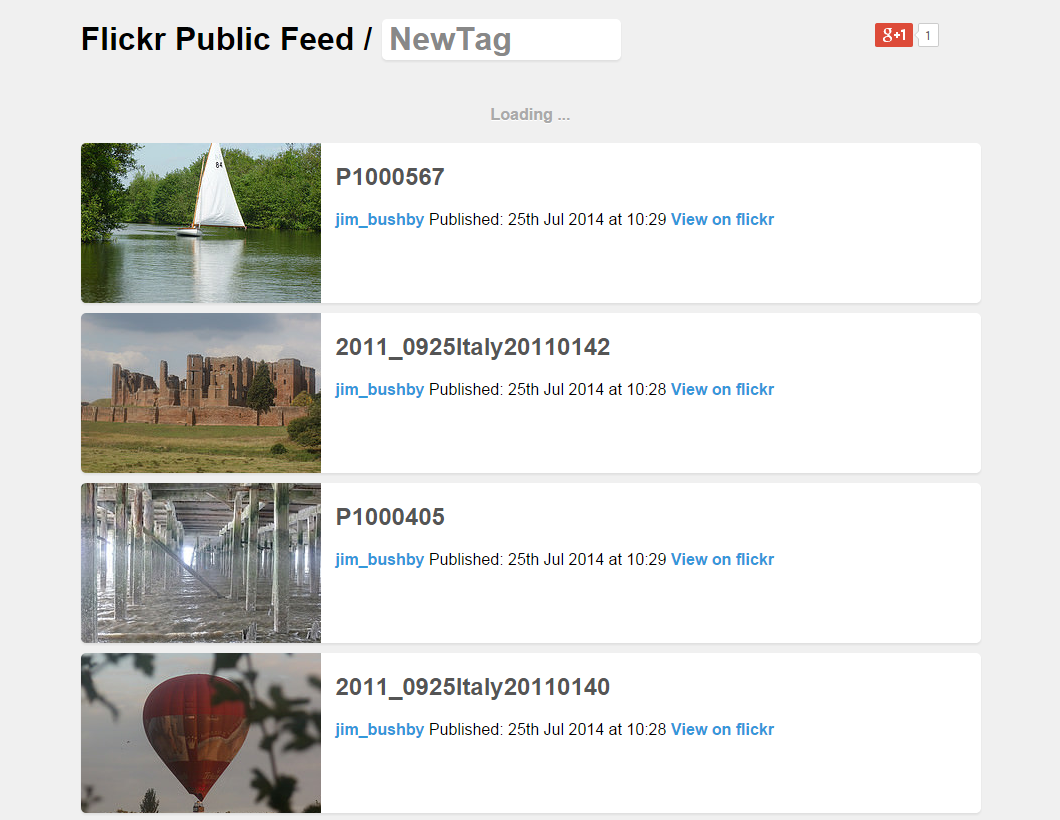 Flickr Public Feed / NewTag
g+1 1
Loading ...
84
P1000567
jim_bushby Published: 25th Jul 2014 at 10:29 View on flickr
2011_0925Italy20110142
jim_bushby Published: 25th Jul 2014 at 10:28 View on flickr
P1000405
jim_bushby Published: 25th Jul 2014 at 10:29 View on flickr
2011_0925Italy20110140
jim_bushby Published: 25th Jul 2014 at 10:28 View on flickr